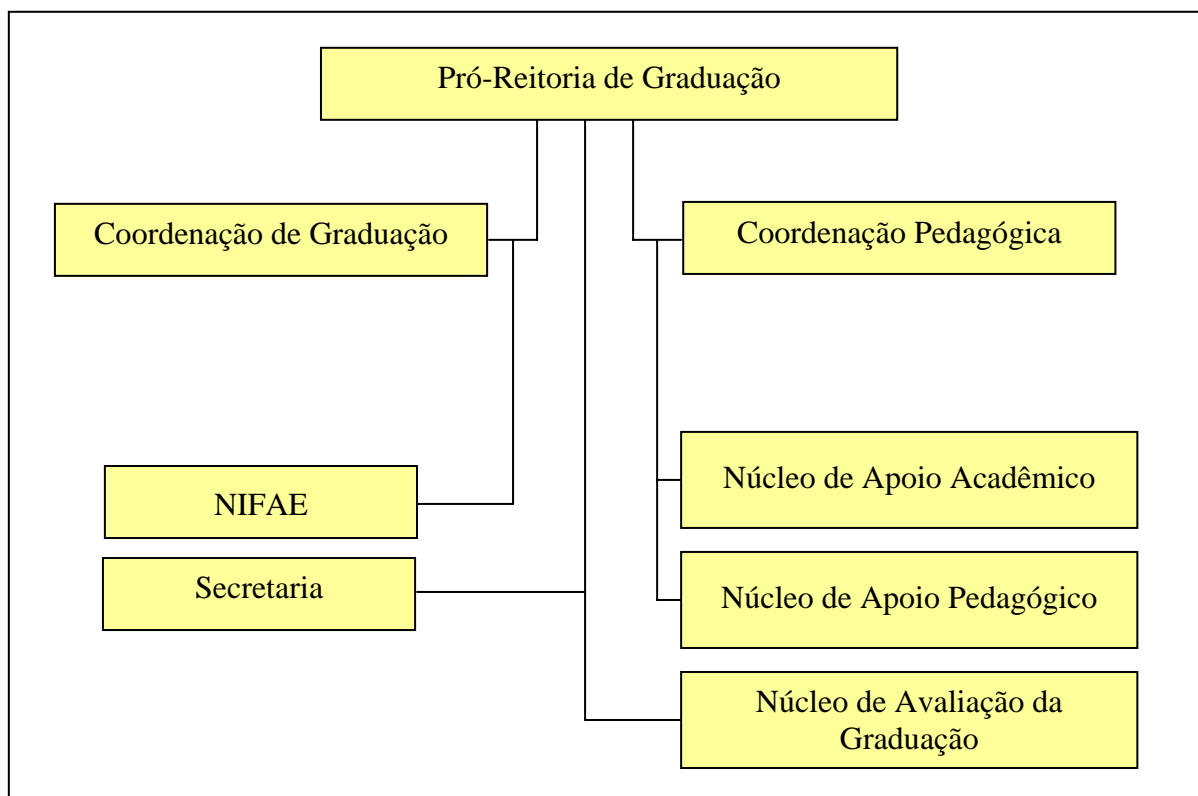 Pró-Reitoria de Graduação
Coordenação de Graduação
Coordenação Pedagógica
NIFAE
Núcleo de Apoio Acadêmico
Secretaria
Núcleo de Apoio Pedagógico
Núcleo de Avaliação da
Graduação